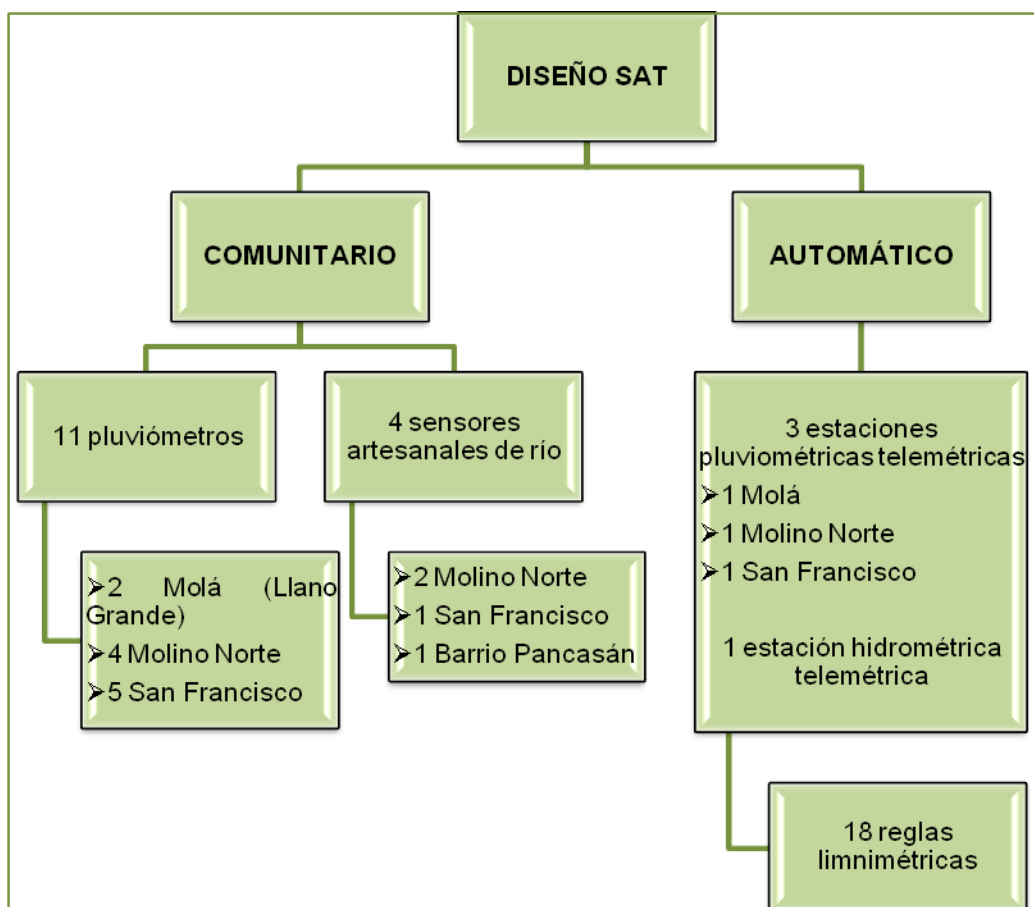 DISEÑO SAT
COMUNITARIO
AUTOMÁTICO
11 pluviómetros
4 sensores
artesanales de río
3 estaciones
pluviométricas telemétricas
➢1 Molá
➢1 Molino Norte
➢1 San Francisco
1 estación hidrométrica
telemétrica
➢2 Molá (Llano
Grande)
➢4 Molino Norte
➢5 San Francisco
➢2 Molino Norte
➢1 San Francisco
➢1 Barrio Pancasán
18 reglas
limnimétricas